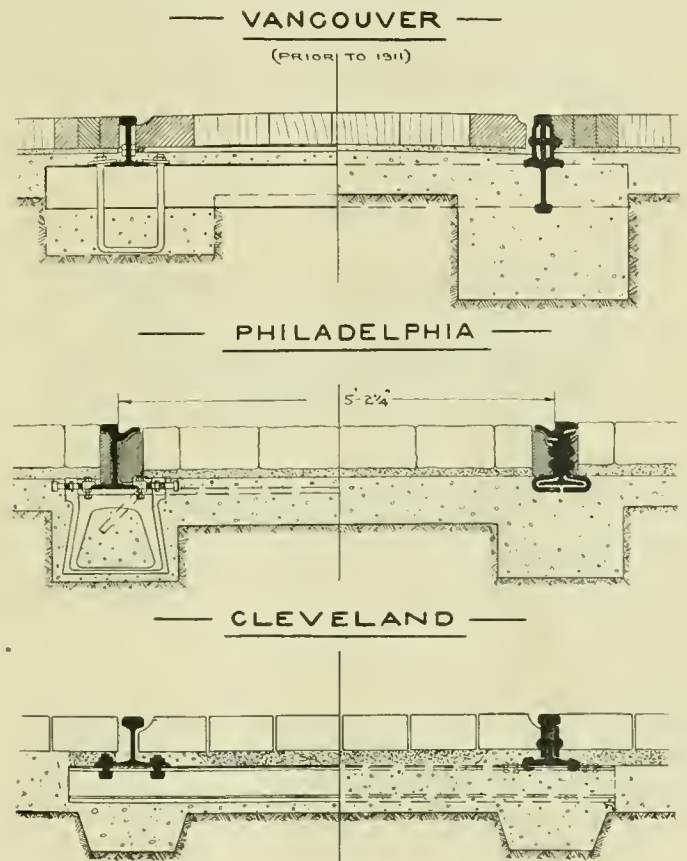 VANCOUVER
(PRIOR TO 1911)
PHILADELPHIA
5'-2¼"
CLEVELAND